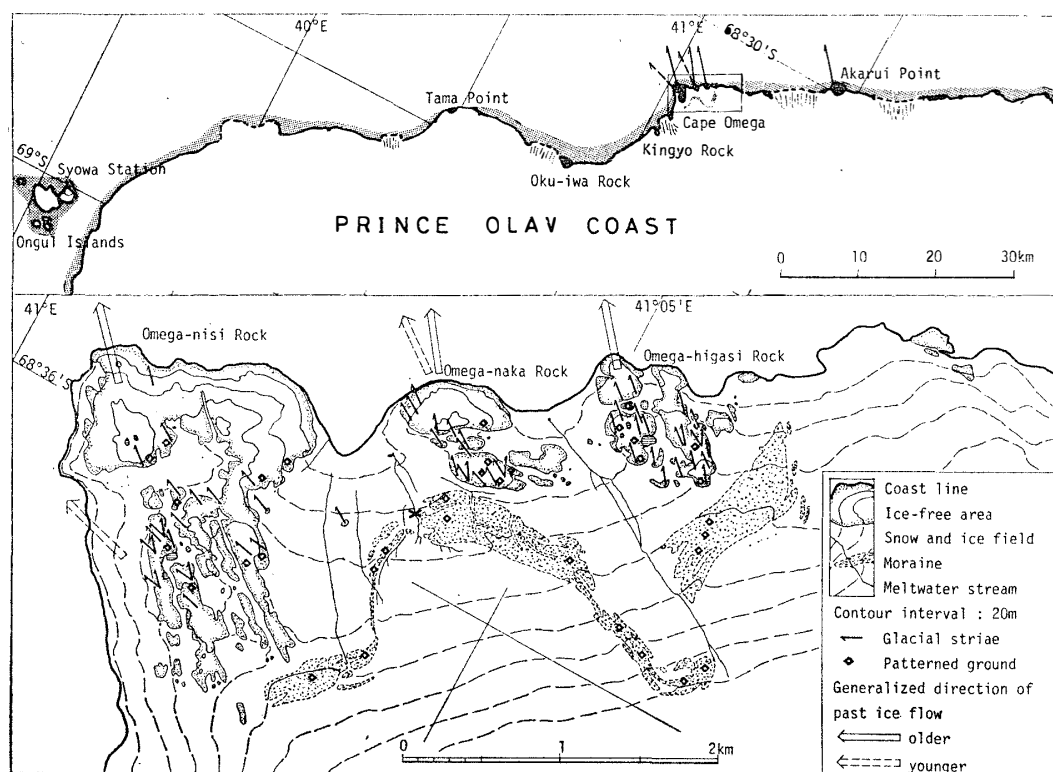 40°E
41°E
68°30'S
Akarui Point
Tama Point
Cape Omega
Kingyo Rock
69°S
Syowa Station
Oku-iwa Rock
PRINCE OLAV COAST
Ongul Islands
0 10 20 30km
41°E
41°05'E
Omega-nisi Rock
68°36'S
Omega-naka Rock
Omega-higasi Rock
Coast line
Ice-free area
Snow and ice field
Moraine
Meltwater stream
Contour interval : 20m
Glacial striae
Patterned ground
Generalized direction of
past ice flow
older
younger
0 1 2km